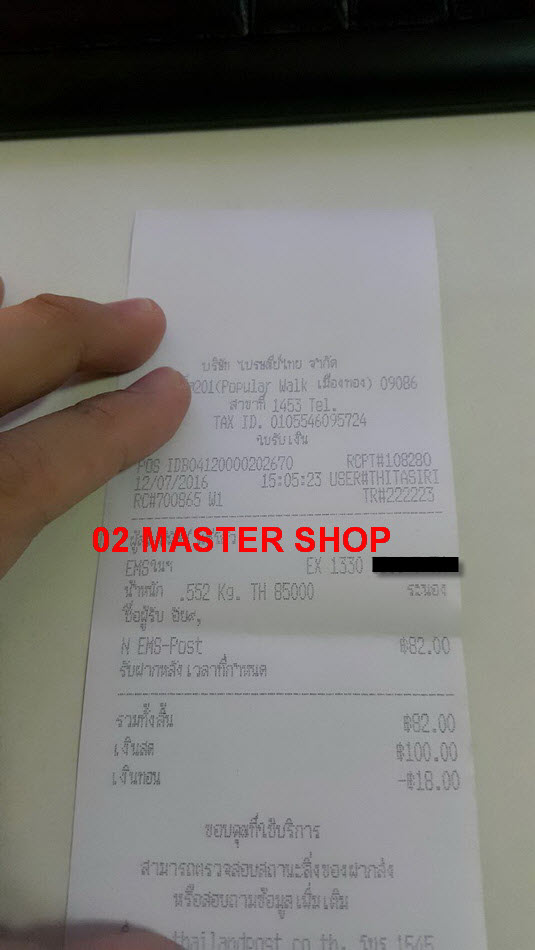 บริษัท ไปรษณีย์ไทย จำกัด
201(Popular Walk เมืองทอง) 09086
สาขาที่ 1453 Tel.
TAX ID. 0105546095724
ใบรับเงิน
POS IDB04120000202670 RCPT#108280
12/07/2016 15:05:23 USER#THITASIRI
RC#700865 W1 TR#222223
02 MASTER SHOP
EMSในฯ EX 1330
น้ำหนัก .552 Kg. TH 85000 ระนอง
ชื่อผู้รับ
N EMS-Post ฿82.00
รับฝากหลัง เวลาที่กำหนด
รวมทั้งสิ้น ฿82.00
เงินสด ฿100.00
เงินทอน -฿18.00
ขอบคุณที่ใช้บริการ
สามารถตรวจสอบสถานะสิ่งของฝากส่ง
หรือสอบถามข้อมูลเพิ่มเติม
thailandpost.co.th. โทร 1545